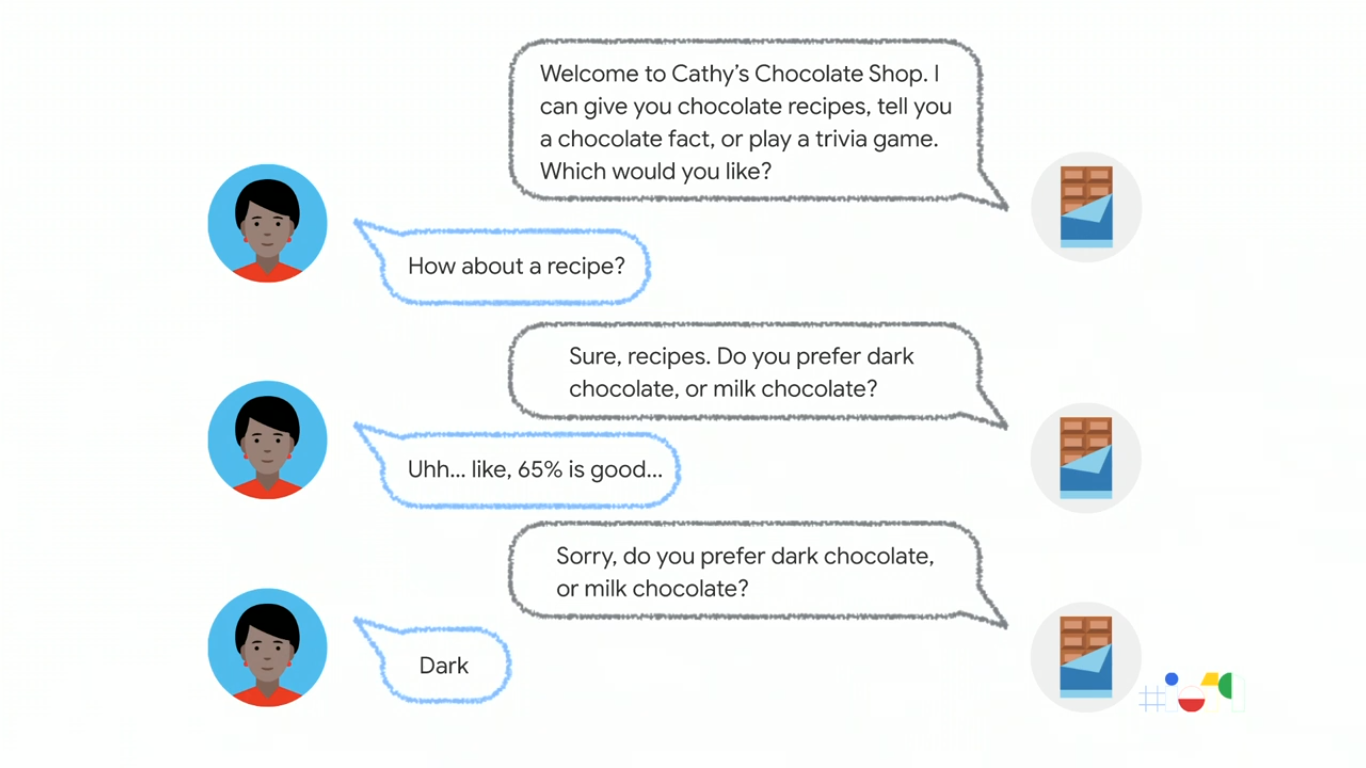 Welcome to Cathy’s Chocolate Shop. I
can give you chocolate recipes, tell you
a chocolate fact, or play a trivia game.
Which would you like?
How about a recipe?
Sure, recipes. Do you prefer dark
chocolate, or milk chocolate?
Uhh... like, 65% is good...
Sorry, do you prefer dark chocolate,
or milk chocolate?
Dark
#io19